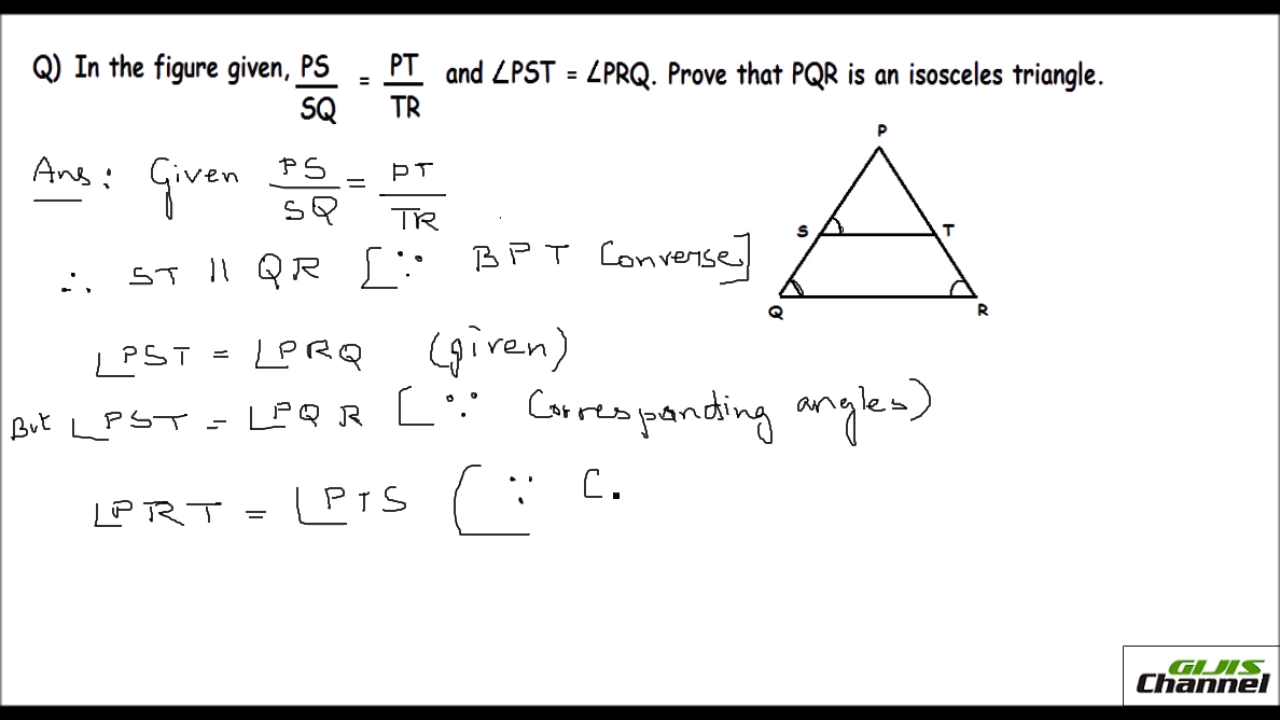 Q) In the figure given, PS/SQ = PT/TR and ∠PST = ∠PRQ. Prove that PQR is an isosceles triangle.
Ans: Given PS/SQ = PT/TR
∴ ST || QR [∵ BPT Converse]
∠PST = ∠PRQ (given)
But ∠PST = ∠PQR [∵ Corresponding angles)
∠PRT = ∠PTS (∵ C.
P
S
T
Q
R
GIJIS
Channel